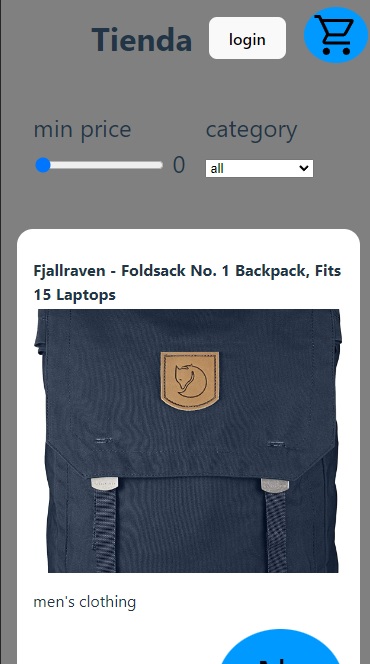 Tienda
login
min price
category
0
all
Fjallraven - Foldsack No. 1 Backpack, Fits
15 Laptops
men's clothing